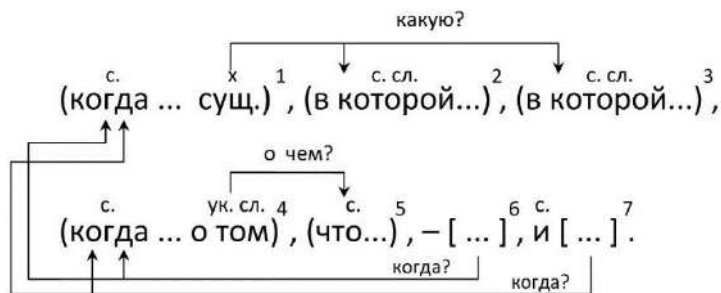 какую?
с. х с. сл. с. сл.
(когда ... сущ.) 1 , (в которой...) 2 , (в которой...) 3 ,
о чем?
с. ук. сл. с. с.
(когда ... о том) 4 , (что...) 5 , – [ ... ] 6 , и [ ... ] 7 .
когда? когда?